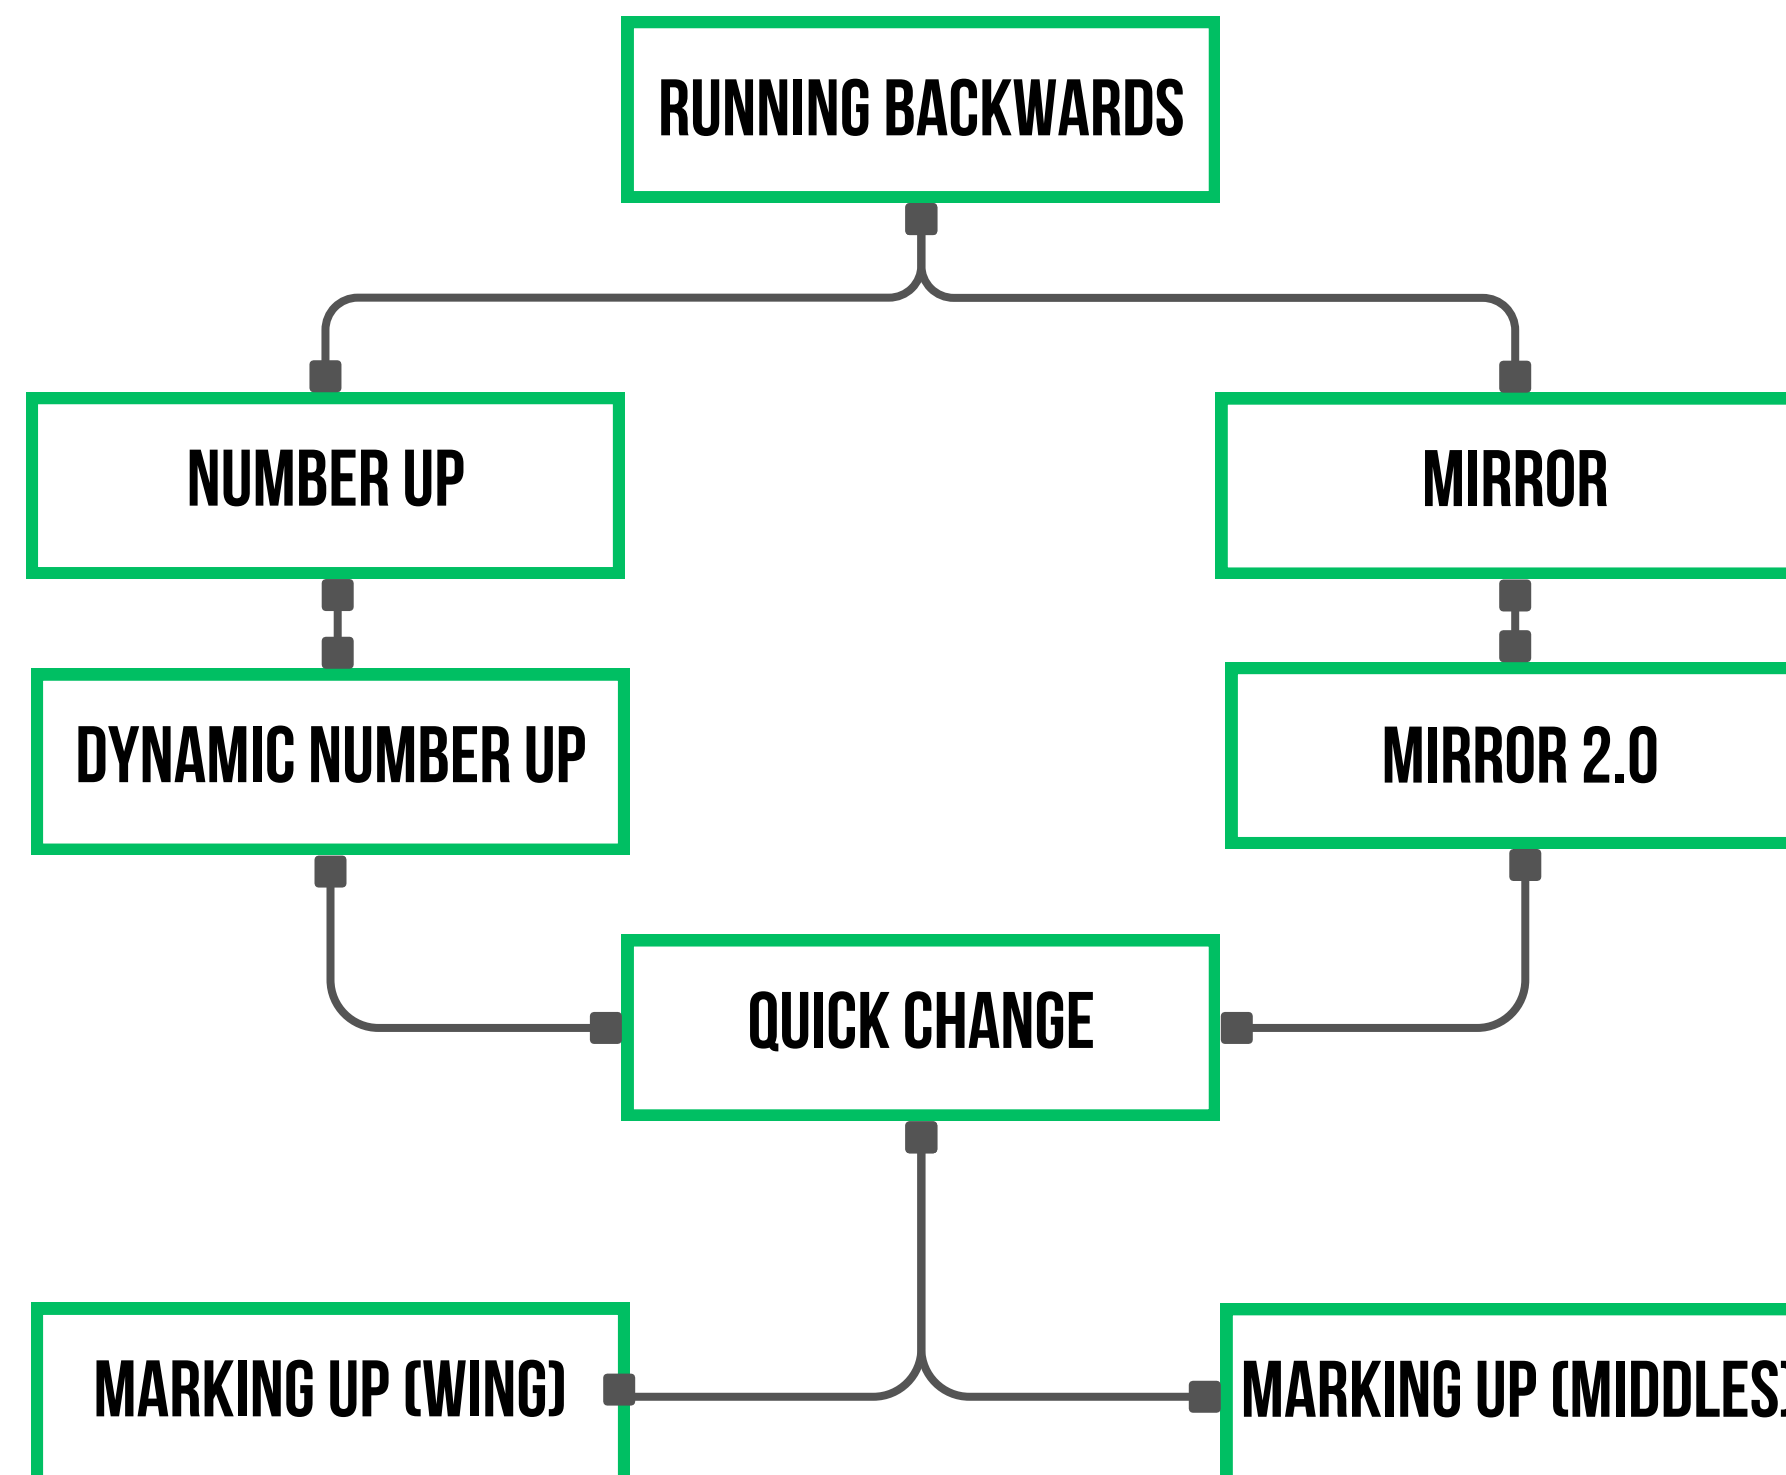 RUNNING BACKWARDS
NUMBER UP
MIRROR
DYNAMIC NUMBER UP
MIRROR 2.0
QUICK CHANGE
MARKING UP (WING)
MARKING UP (MIDDLES)